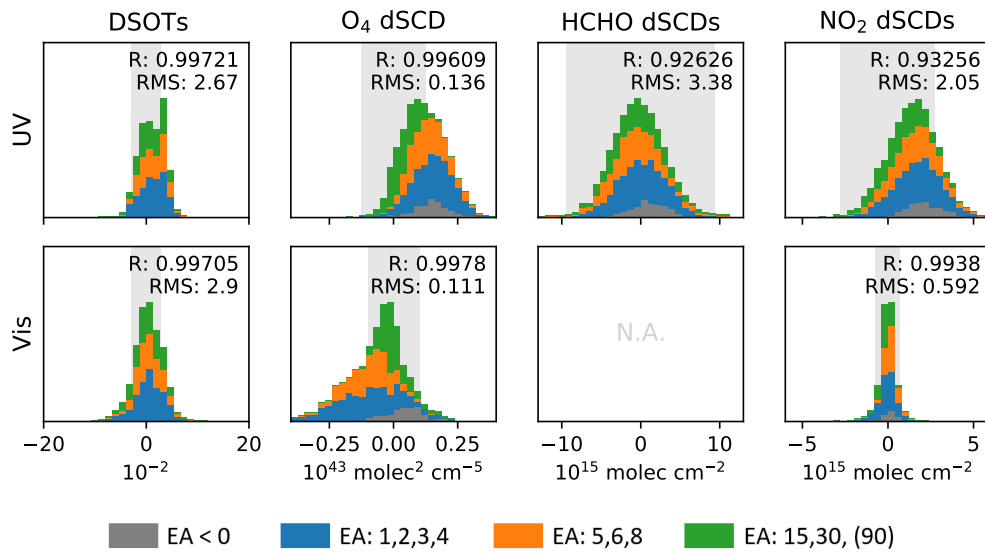 DSOTs
O₄ dSCD
HCHO dSCDs
NO₂ dSCDs
UV
R: 0.99721
RMS: 2.67
R: 0.99609
RMS: 0.136
R: 0.92626
RMS: 3.38
R: 0.93256
RMS: 2.05
Vis
R: 0.99705
RMS: 2.9
R: 0.9978
RMS: 0.111
N.A.
R: 0.9938
RMS: 0.592
−20 0 20
10⁻²
−0.25 0.00 0.25
10⁴³ molec² cm⁻⁵
−10 0 10
10¹⁵ molec cm⁻²
−5 0 5
10¹⁵ molec cm⁻²
EA < 0
EA: 1,2,3,4
EA: 5,6,8
EA: 15,30, (90)